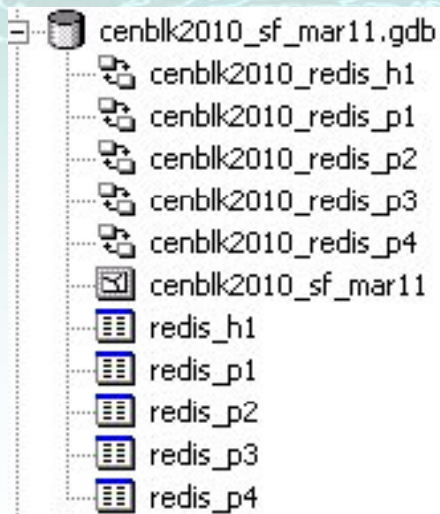 cenblk2010_sf_mar11.gdb
cenblk2010_redis_h1
cenblk2010_redis_p1
cenblk2010_redis_p2
cenblk2010_redis_p3
cenblk2010_redis_p4
cenblk2010_sf_mar11
redis_h1
redis_p1
redis_p2
redis_p3
redis_p4